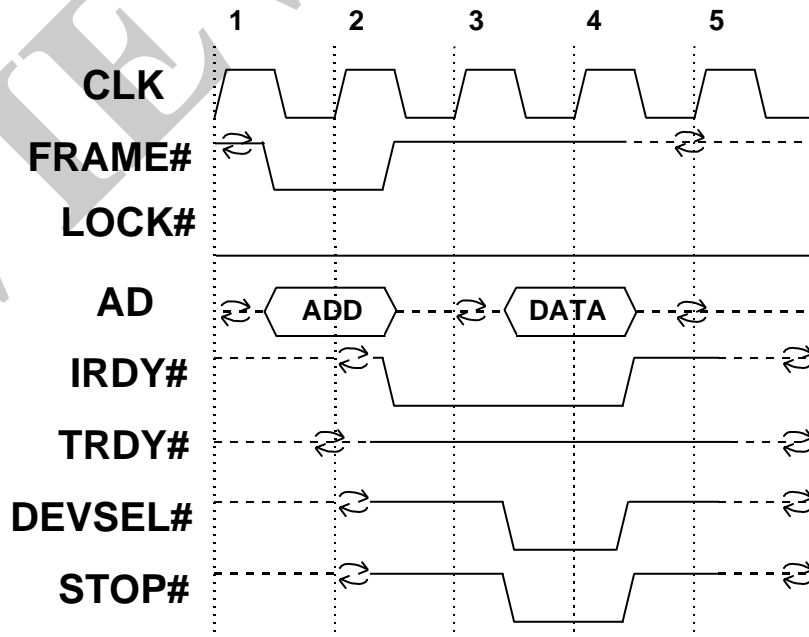 1 2 3 4 5
CLK
FRAME#
LOCK#
AD ADD DATA
IRDY#
TRDY#
DEVSEL#
STOP#